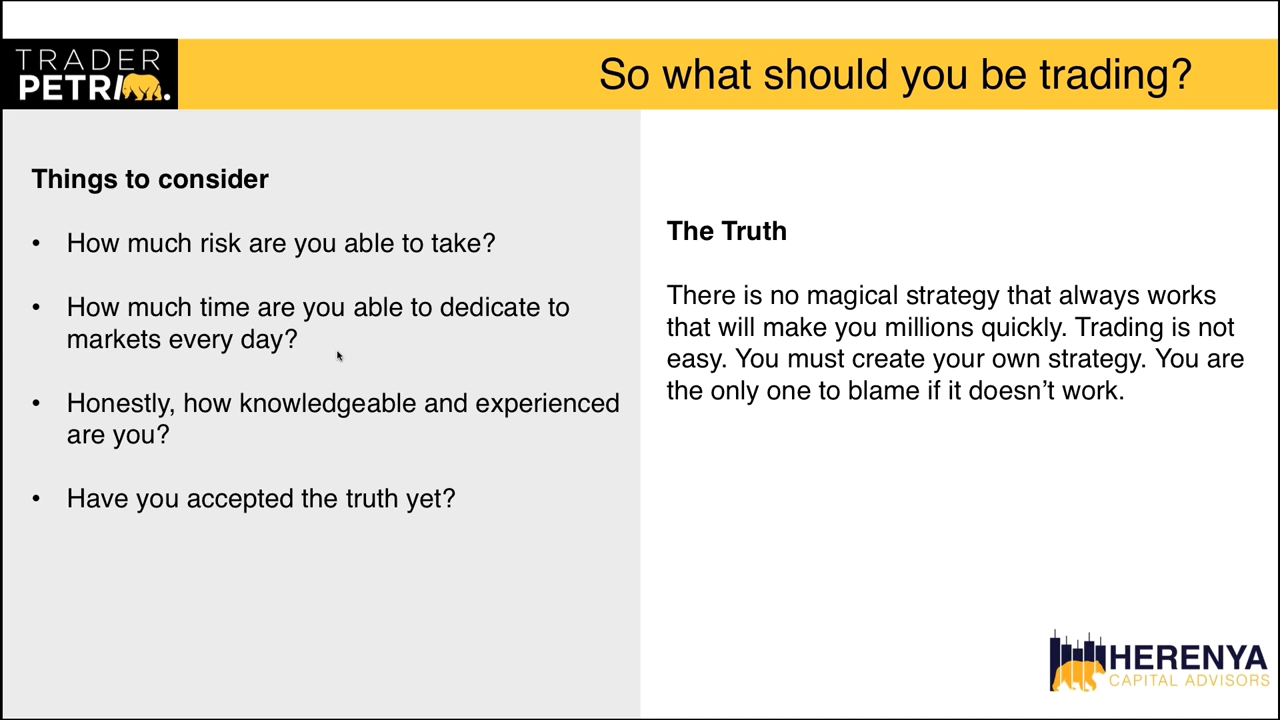 TRADER
PETRI.
So what should you be trading?
Things to consider
• How much risk are you able to take?
• How much time are you able to dedicate to
markets every day?
• Honestly, how knowledgeable and experienced
are you?
• Have you accepted the truth yet?
The Truth
There is no magical strategy that always works
that will make you millions quickly. Trading is not
easy. You must create your own strategy. You are
the only one to blame if it doesn’t work.
HERENYA
CAPITAL ADVISORS